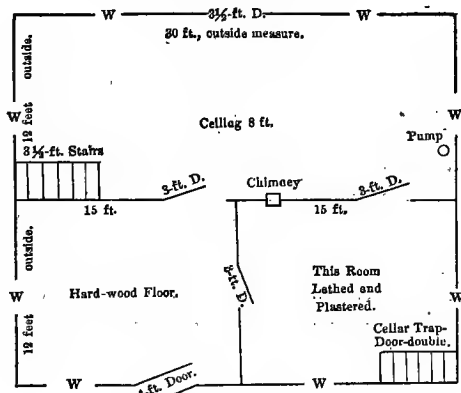 W
3½-ft. D.
W
30 ft., outside measure.
outside.
W
W
12 feet
Ceiling 8 ft.
Pump
3½-ft. Stairs
3-ft. D.
Chimney
3-ft. D.
15 ft.
15 ft.
outside.
3-ft. D.
This Room
Lathed and
Plastered.
W
Hard-wood Floor.
W
12 feet
Cellar Trap-
Door-double.
W
4-ft. Door.
W